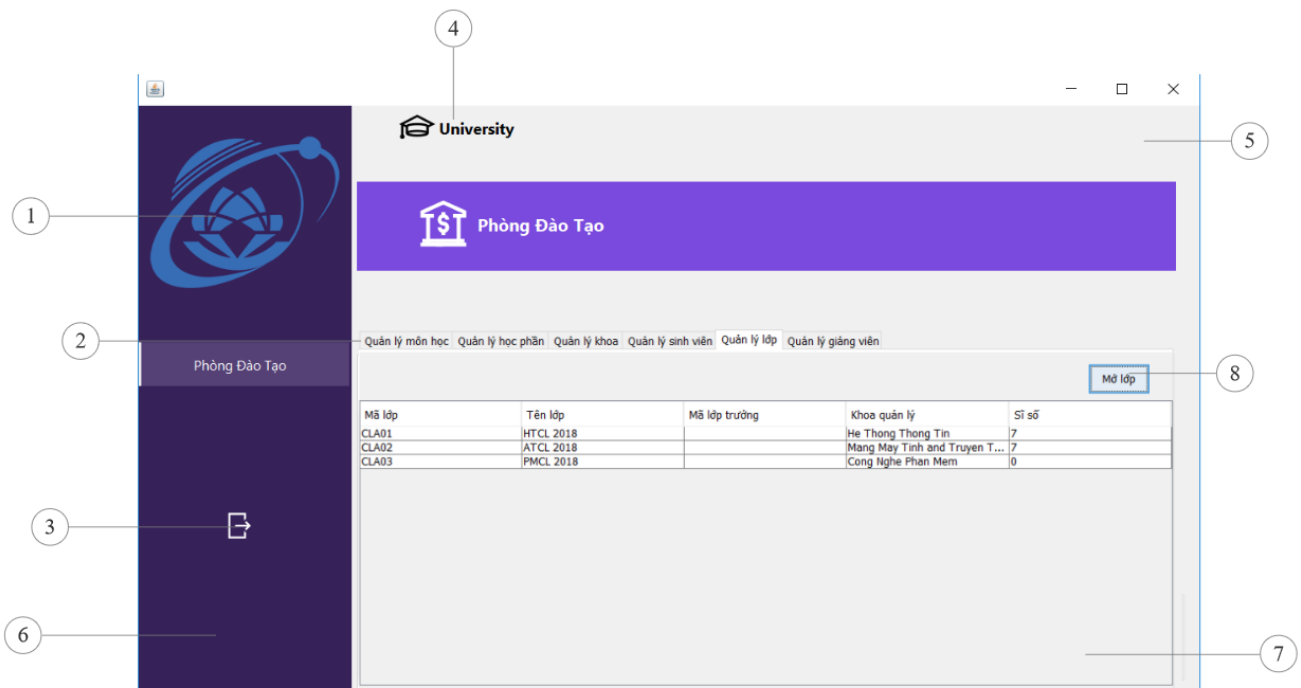 4
University
5
1
Phòng Đào Tạo
2
Quản lý môn học Quản lý học phần Quản lý khoa Quản lý sinh viên Quản lý lớp Quản lý giảng viên
Phòng Đào Tạo
Mở lớp
8
Mã lớp Tên lớp Mã lớp trưởng Khoa quản lý Sĩ số
CLA01 HTCL 2018 He Thong Thong Tin 7
CLA02 ATCL 2018 Mang May Tinh and Truyen T... 7
CLA03 PMCL 2018 Cong Nghe Phan Mem 0
3
6
7